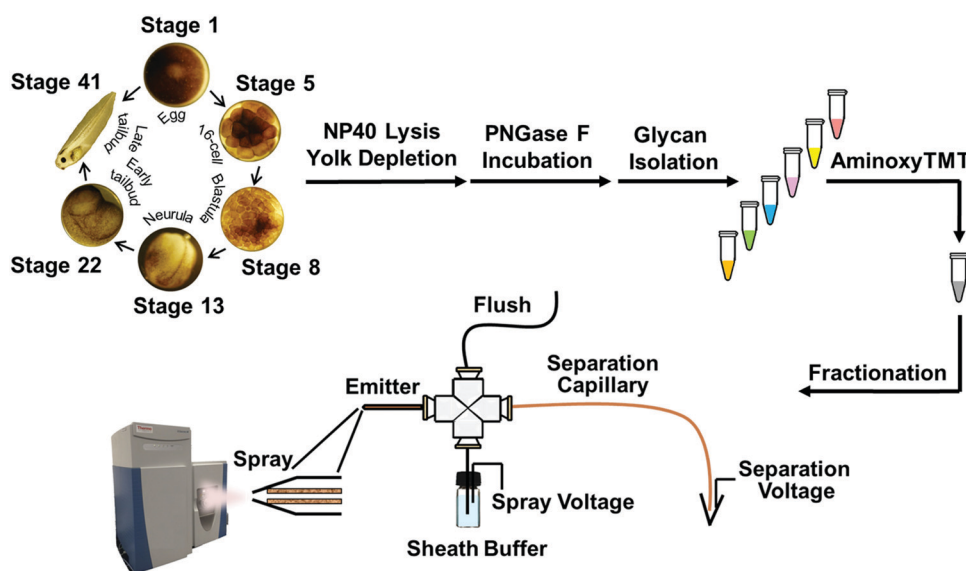 Stage 1
Stage 41
Stage 5
Egg
16-cell
Late
tailbud
Early
tailbud
Blastula
Neurula
Stage 22
Stage 8
Stage 13
NP40 Lysis
Yolk Depletion
PNGase F
Incubation
Glycan
Isolation
AminoxyTMT
Fractionation
Flush
Emitter
Separation
Capillary
Spray
Spray Voltage
Separation
Voltage
Sheath Buffer